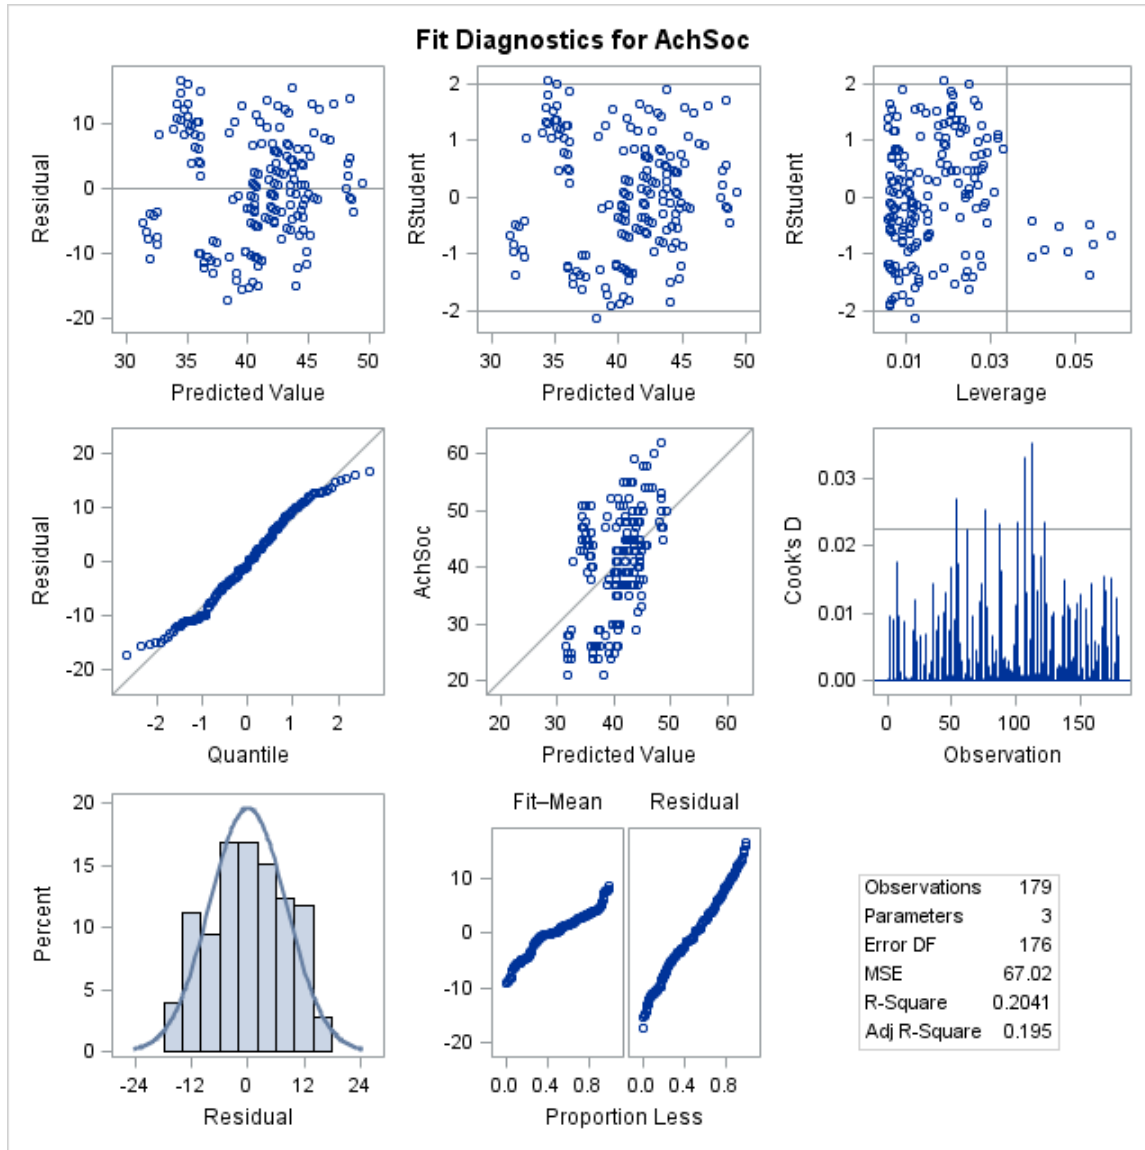 Fit Diagnostics for AchSoc
Residual
10
0
-10
-20
30 35 40 45 50
Predicted Value
RStudent
2
1
0
-1
-2
30 35 40 45 50
Predicted Value
RStudent
2
1
0
-1
-2
0.01 0.03 0.05
Leverage
Residual
20
10
0
-10
-20
-2 -1 0 1 2
Quantile
AchSoc
60
50
40
30
20
20 30 40 50 60
Predicted Value
Cook's D
0.03
0.02
0.01
0.00
0 50 100 150
Observation
Percent
20
15
10
5
0
-24 -12 0 12 24
Residual
Fit–Mean Residual
10
0
-10
-20
0.0 0.4 0.8 0.0 0.4 0.8
Proportion Less
Observations 179
Parameters 3
Error DF 176
MSE 67.02
R-Square 0.2041
Adj R-Square 0.195